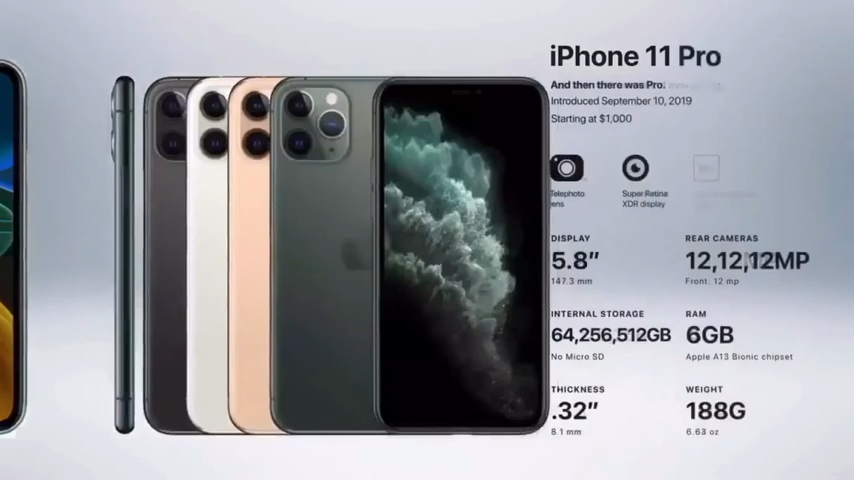 iPhone 11 Pro
And then there was Pro.
Introduced September 10, 2019
Starting at $1,000
Telephoto
lens
Super Retina
XDR display
DISPLAY
5.8″
147.3 mm
REAR CAMERAS
12,12,12MP
Front: 12 mp
INTERNAL STORAGE
64,256,512GB
No Micro SD
RAM
6GB
Apple A13 Bionic chipset
THICKNESS
.32″
8.1 mm
WEIGHT
188G
6.63 oz